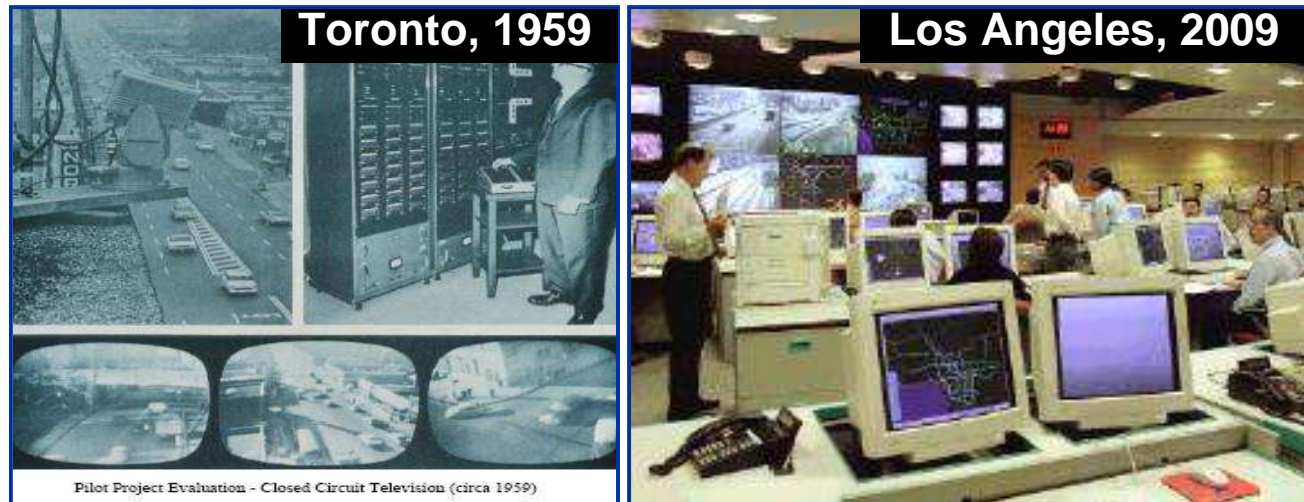 Toronto, 1959
Los Angeles, 2009
Pilot Project Evaluation - Closed Circuit Television (circa 1959)